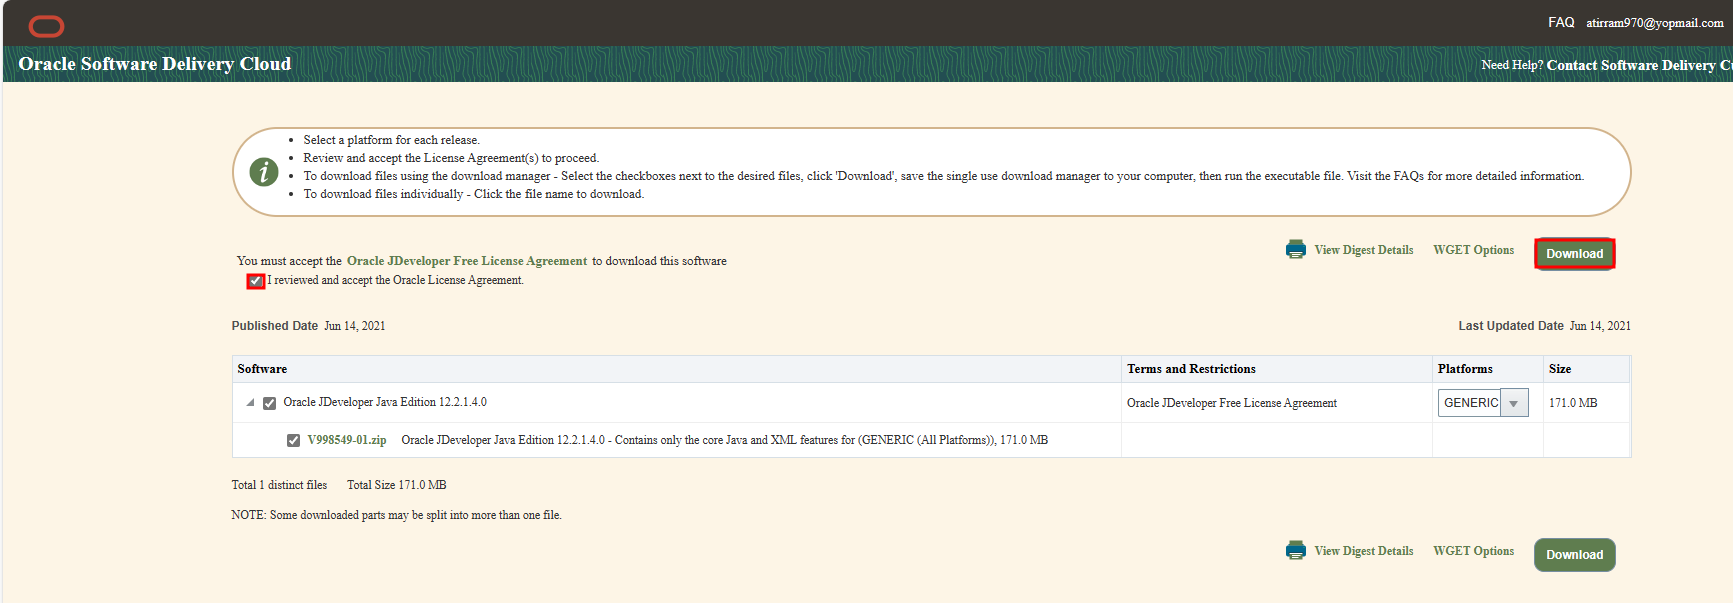 FAQ atirram970@yopmail.com
Oracle Software Delivery Cloud
Need Help? Contact Software Delivery
i
• Select a platform for each release.
• Review and accept the License Agreement(s) to proceed.
• To download files using the download manager - Select the checkboxes next to the desired files, click 'Download', save the single use download manager to your computer, then run the executable file. Visit the FAQs for more detailed information.
• To download files individually - Click the file name to download.
View Digest Details WGET Options Download
You must accept the Oracle JDeveloper Free License Agreement to download this software
I reviewed and accept the Oracle License Agreement.
Published Date Jun 14, 2021 Last Updated Date Jun 14, 2021
Software Terms and Restrictions Platforms Size
Oracle JDeveloper Java Edition 12.2.1.4.0 Oracle JDeveloper Free License Agreement GENERIC 171.0 MB
V998549-01.zip Oracle JDeveloper Java Edition 12.2.1.4.0 - Contains only the core Java and XML features for (GENERIC (All Platforms)), 171.0 MB
Total 1 distinct files Total Size 171.0 MB
NOTE: Some downloaded parts may be split into more than one file.
View Digest Details WGET Options Download